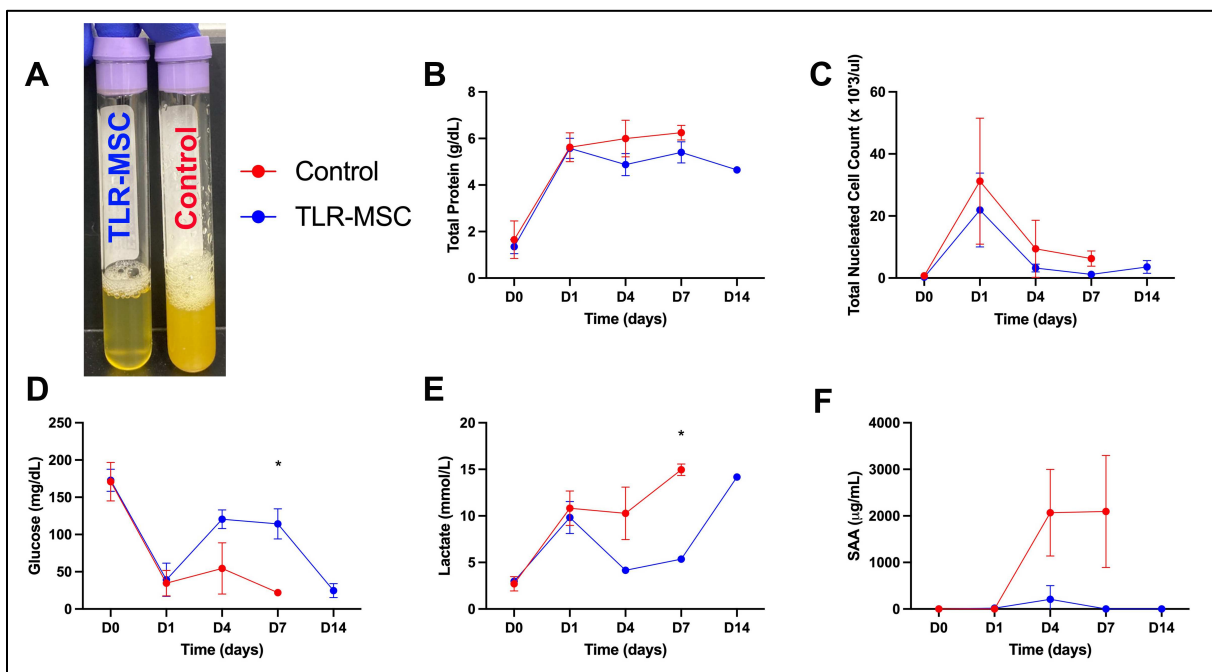 A
TLR-MSC
Control
Control
TLR-MSC
B
Total Protein (g/dL)
8
6
4
2
0
D0 D1 D4 D7 D14
Time (days)
C
Total Nucleated Cell Count (x 10^3/ul)
60
40
20
0
D0 D1 D4 D7 D14
Time (days)
D
Glucose (mg/dL)
250
200
150
100
50
0
*
D0 D1 D4 D7 D14
Time (days)
E
Lactate (mmol/L)
20
15
10
5
0
*
D0 D1 D4 D7 D14
Time (days)
F
SAA (µg/mL)
4000
3000
2000
1000
0
D0 D1 D4 D7 D14
Time (days)